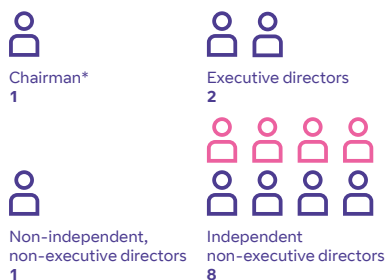 Chairman*
1
Executive directors
2
Non-independent,
non-executive directors
1
Independent
non-executive directors
8